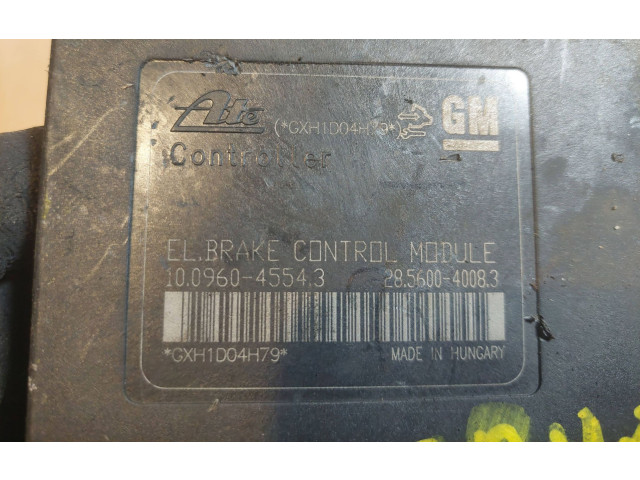 Ate (*GXH1D04H79*) GM
Controller
EL.BRAKE CONTROL MODULE
10.0960-4554.3 28.5600-4008.3
*GXH1D04H79* MADE IN HUNGARY